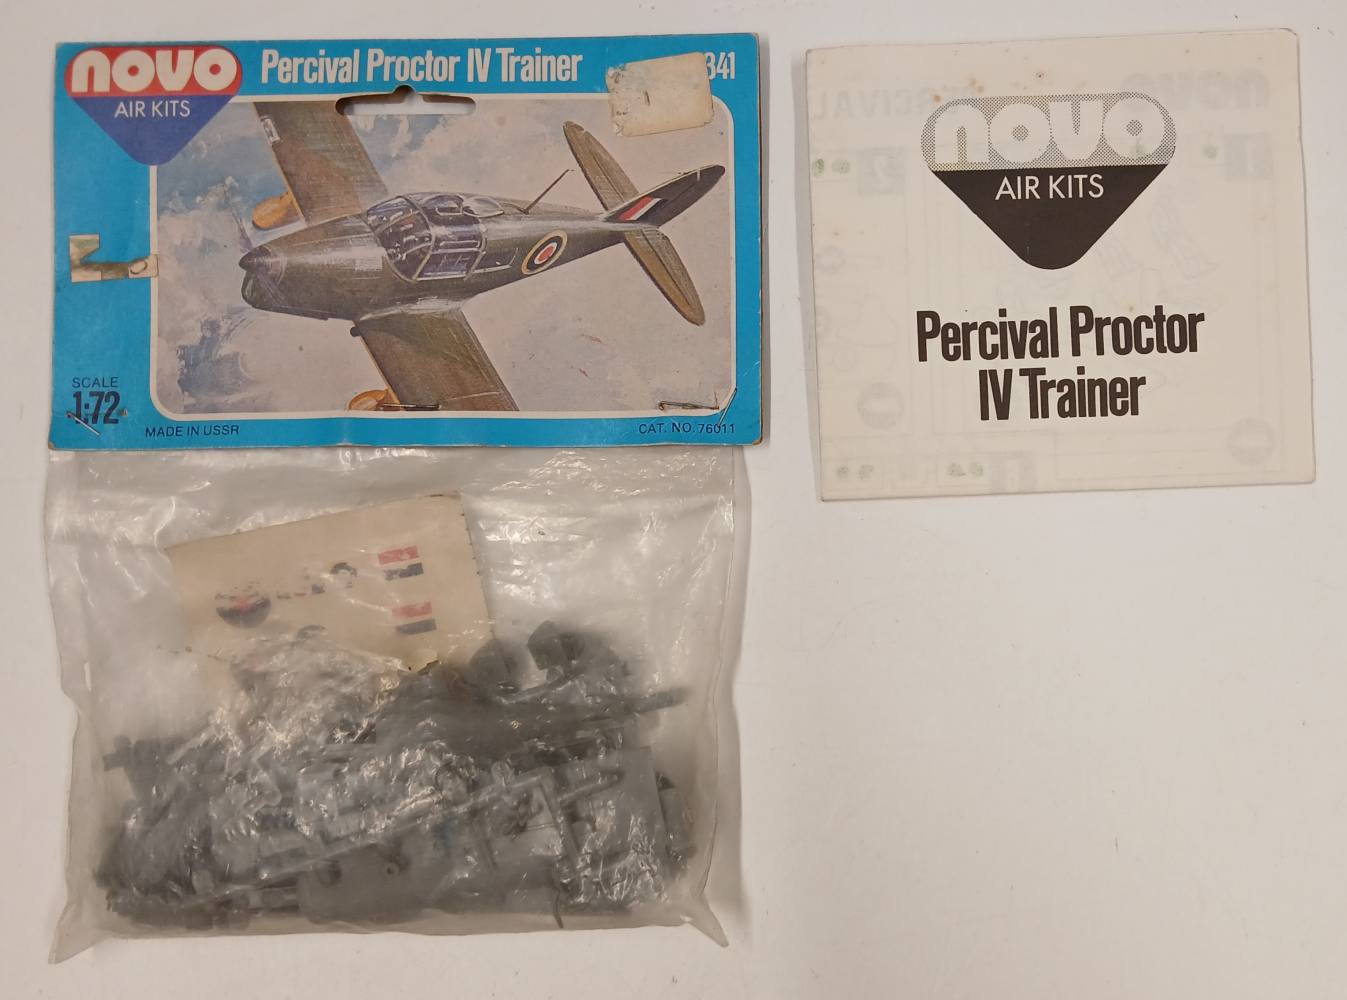 novo
AIR KITS
Percival Proctor IV Trainer
341
SCALE
1:72
MADE IN USSR
CAT. NO. 76011
novo
AIR KITS
Percival Proctor
IV Trainer